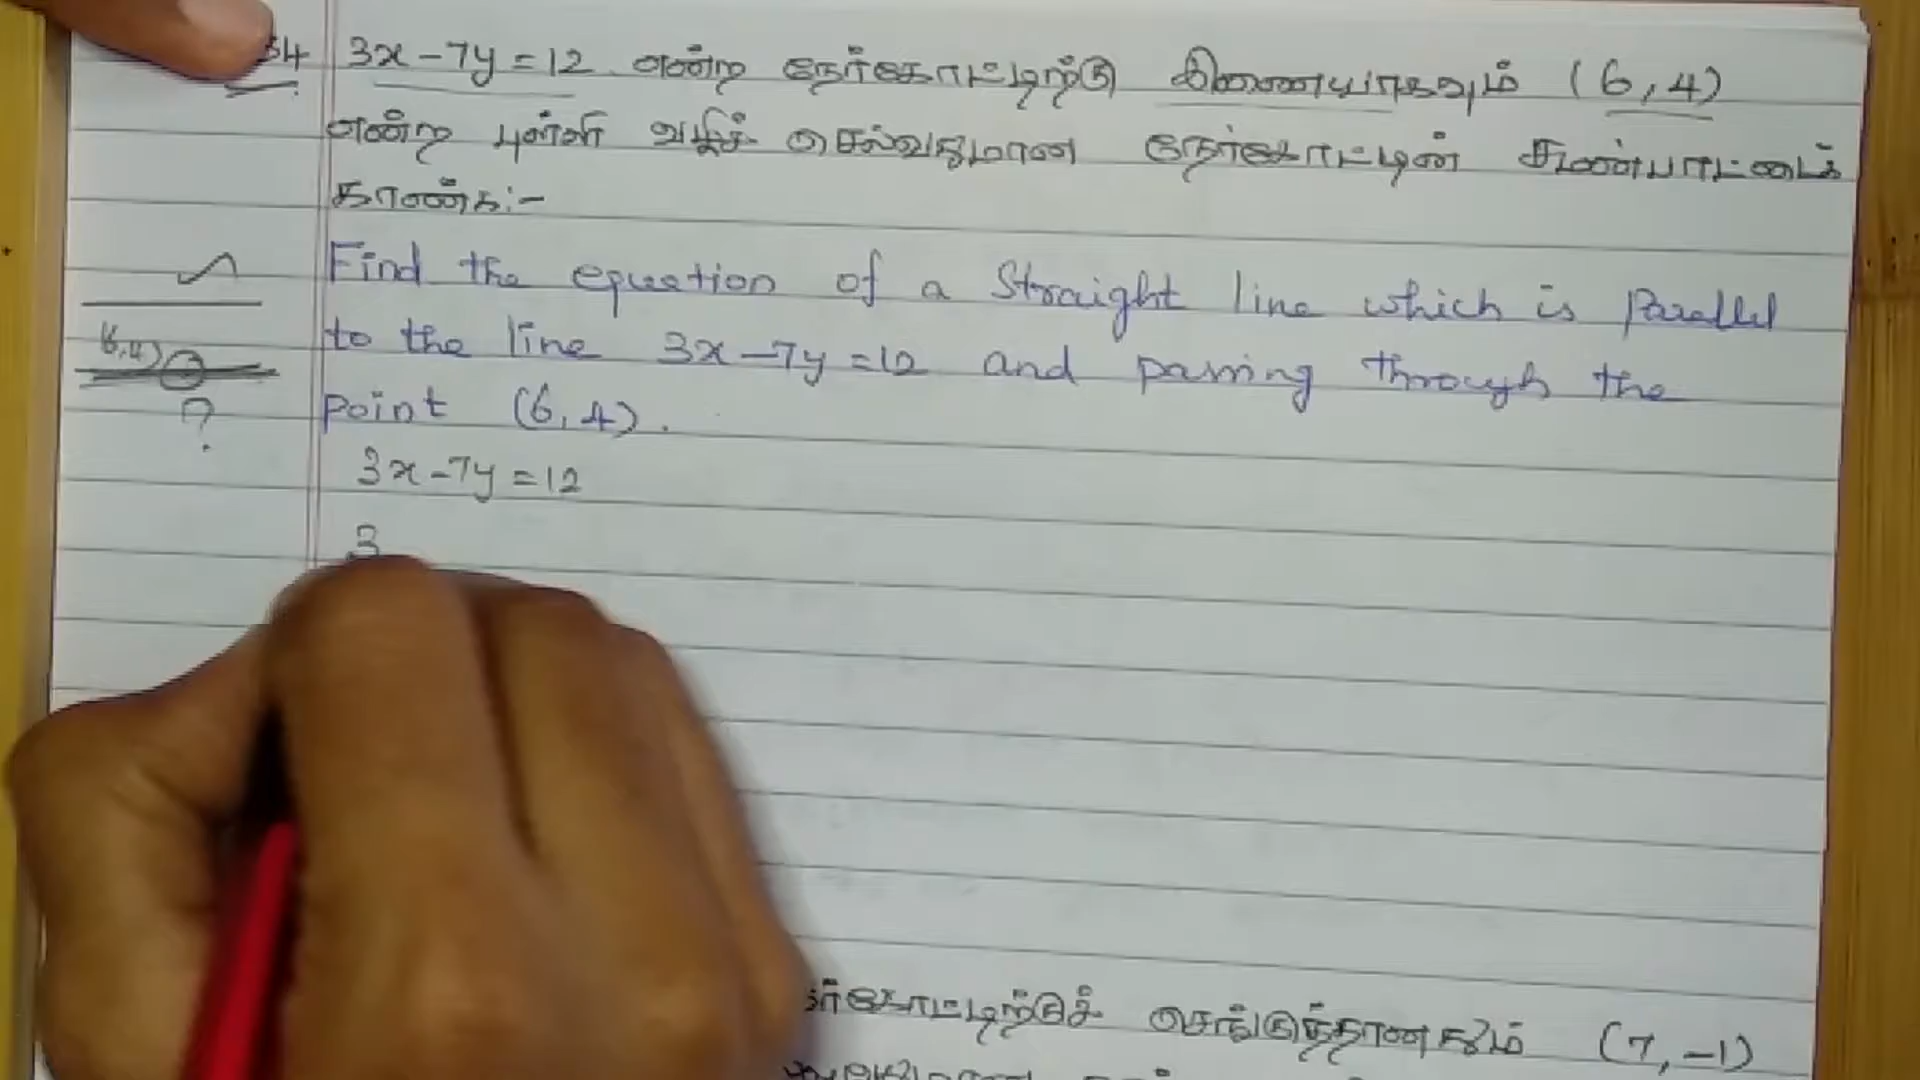 34 3x-7y=12 என்ற நேர்கோட்டிற்கு இணையாகவும் (6,4)
என்ற புள்ளி வழிச் செல்வதுமான நேர்கோட்டின் சமன்பாட்டைக்
காண்க:-
Find the equation of a Straight line which is Parallel
to the line 3x-7y=12 and passing through the
(6,4)
?
Point (6,4).
3x-7y=12
3
ர்கோட்டிற்குச் செங்குத்தானதும் (7,-1)